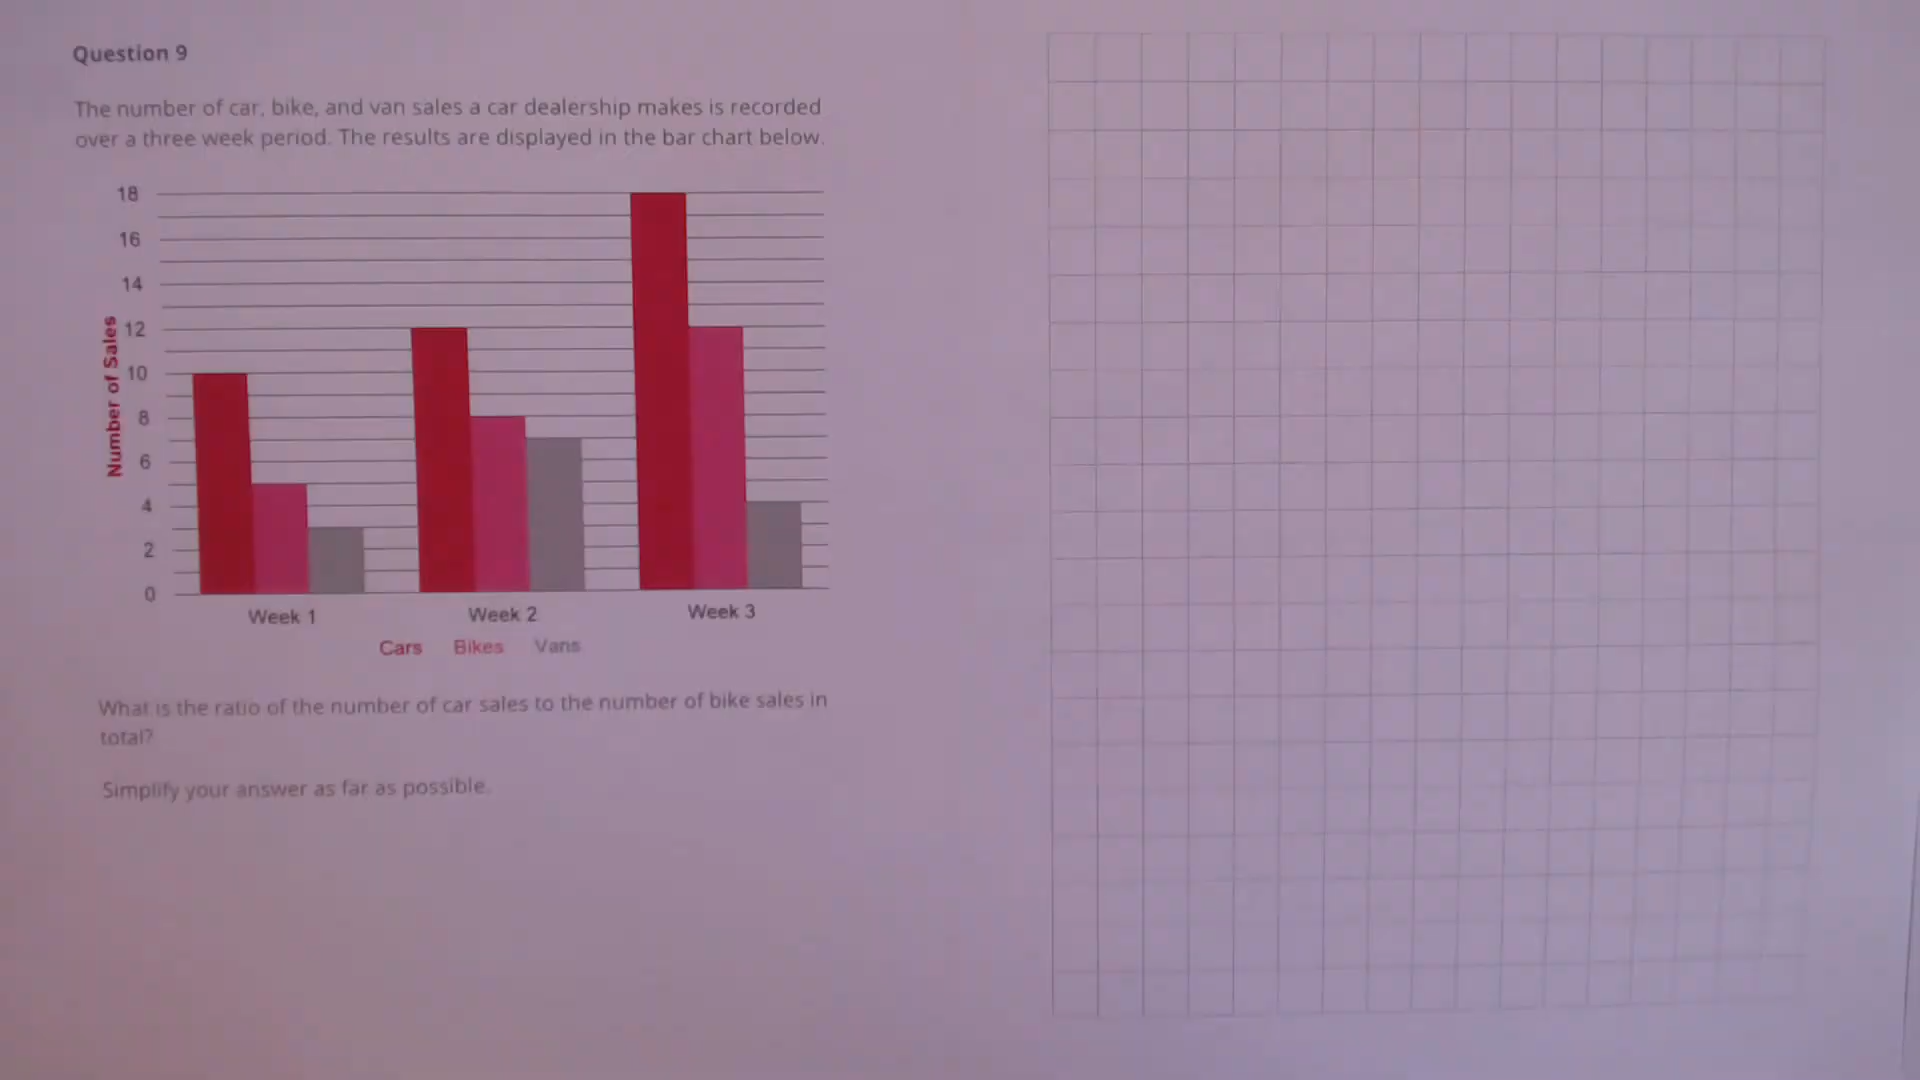 Question 9
The number of car, bike, and van sales a car dealership makes is recorded
over a three week period. The results are displayed in the bar chart below.
18
16
14
12
10
8
6
4
2
0
Number of Sales
Week 1 Week 2 Week 3
Cars Bikes Vans
What is the ratio of the number of car sales to the number of bike sales in
total?
Simplify your answer as far as possible.